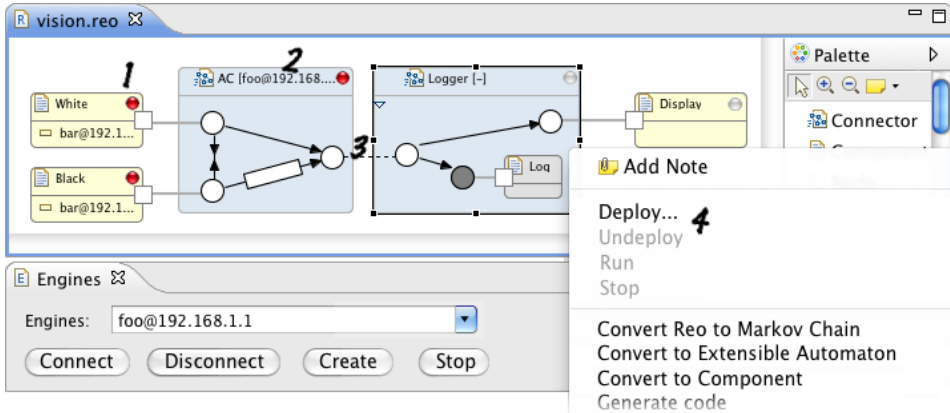 vision.reo
1
2
AC [foo@192.168....
Logger [-]
Palette
White
bar@192.1...
Display
Connector
3
Black
bar@192.1...
Log
Add Note
Deploy...
4
Undeploy
Run
Stop
Engines
Engines:
foo@192.168.1.1
Connect
Disconnect
Create
Stop
Convert Reo to Markov Chain
Convert to Extensible Automaton
Convert to Component
Generate code